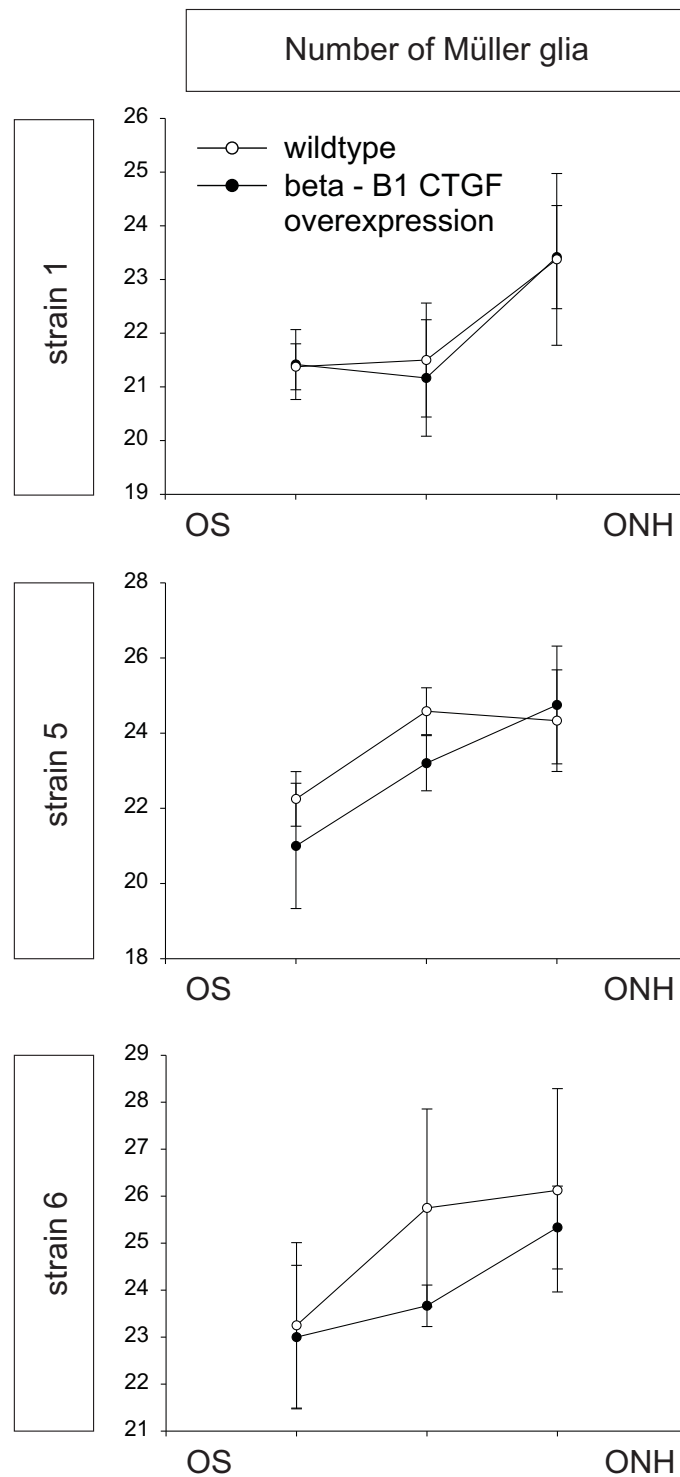 Number of Müller glia
strain 1
26
25
24
23
22
21
20
19
wildtype
beta - B1 CTGF
overexpression
OS ONH
strain 5
28
26
24
22
20
18
OS ONH
strain 6
29
28
27
26
25
24
23
22
21
OS ONH